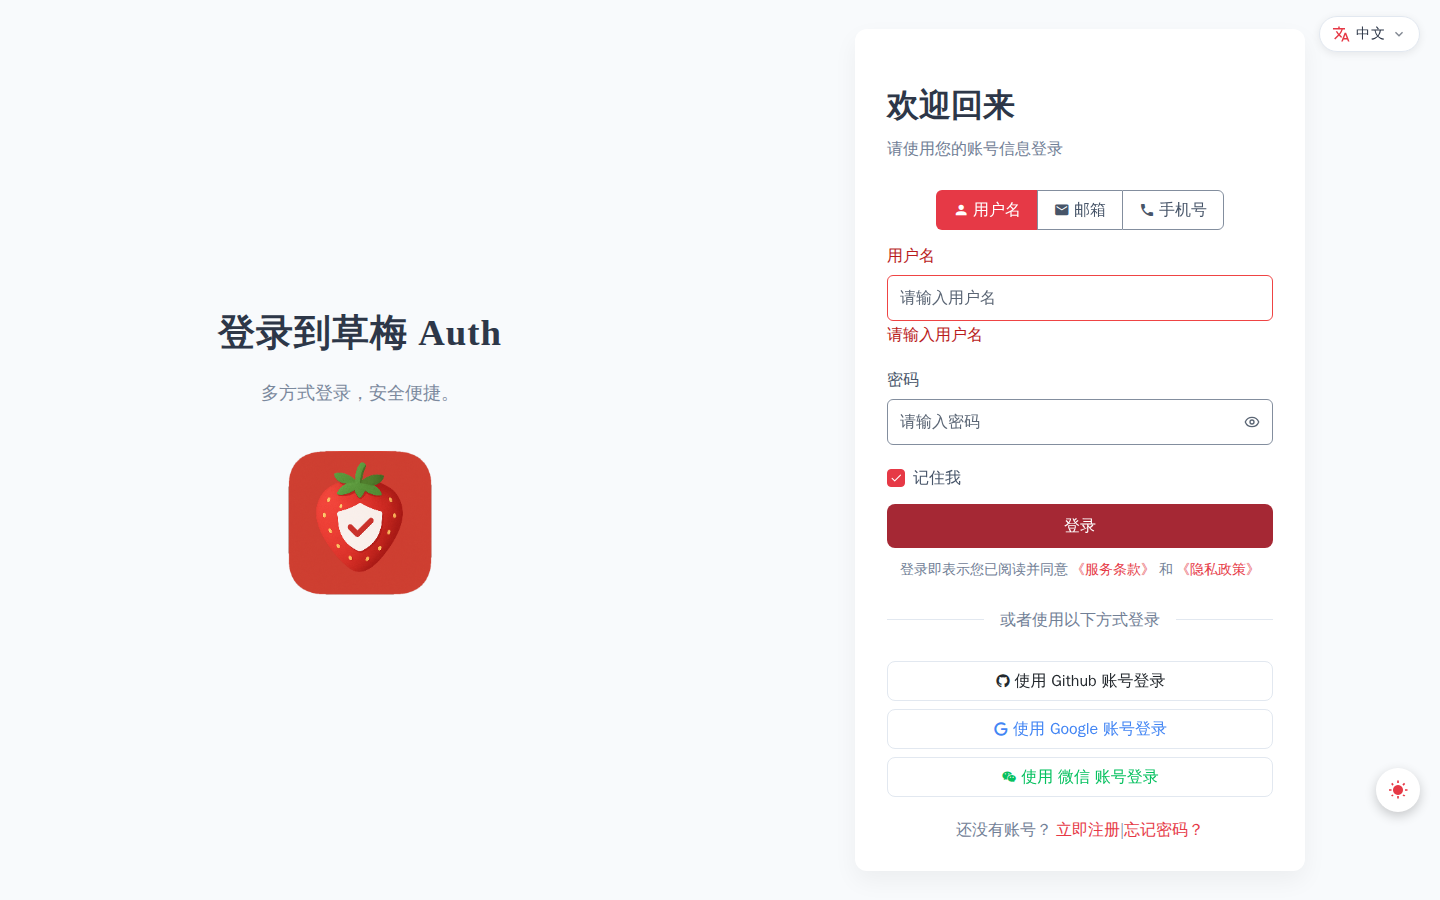 中文
登录到草梅 Auth
多方式登录，安全便捷。
欢迎回来
请使用您的账号信息登录
用户名 邮箱 手机号
用户名
请输入用户名
请输入用户名
密码
请输入密码
记住我
登录
登录即表示您已阅读并同意 《服务条款》 和 《隐私政策》
或者使用以下方式登录
使用 Github 账号登录
使用 Google 账号登录
使用 微信 账号登录
还没有账号？ 立即注册|忘记密码？